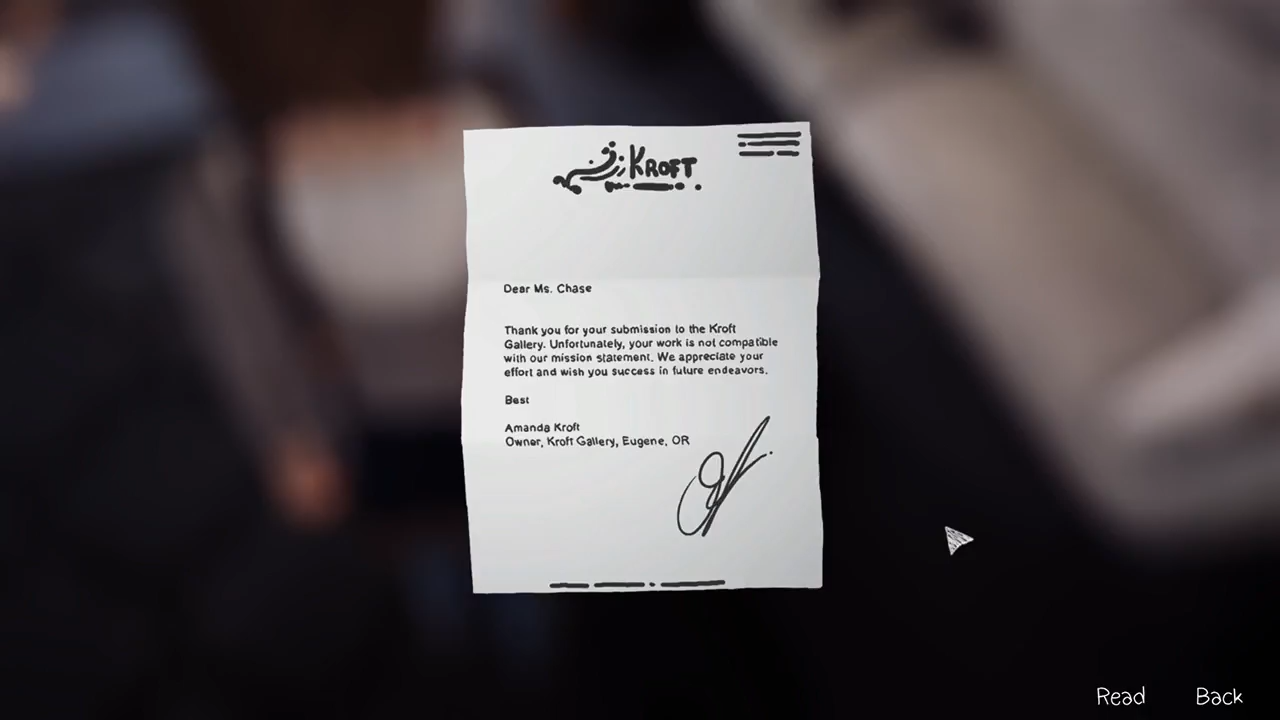 KROFT
Dear Ms. Chase
Thank you for your submission to the Kroft
Gallery. Unfortunately, your work is not compatible
with our mission statement. We appreciate your
effort and wish you success in future endeavors.
Best
Amanda Kroft
Owner, Kroft Gallery, Eugene, OR
Read
Back